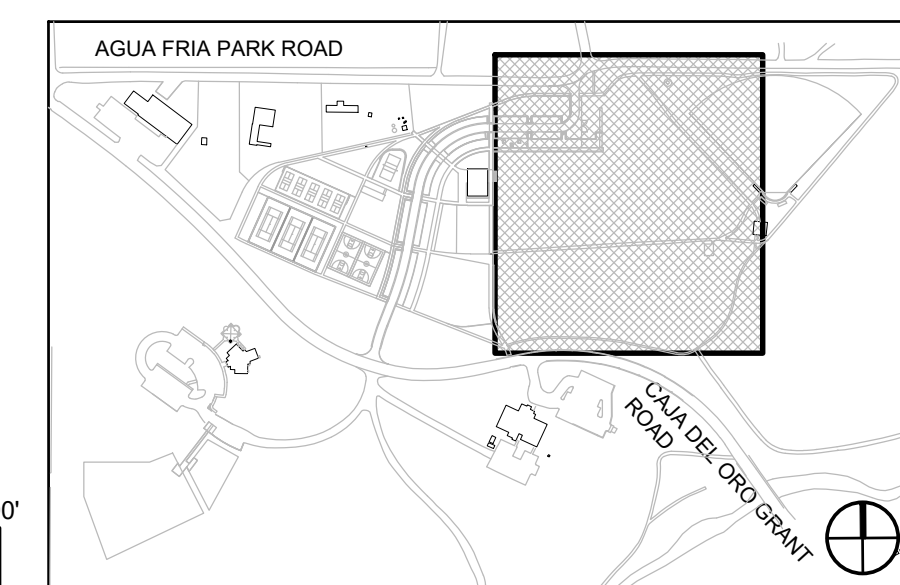 AGUA FRIA PARK ROAD
CAJA DEL ORO GRANT
ROAD
0'